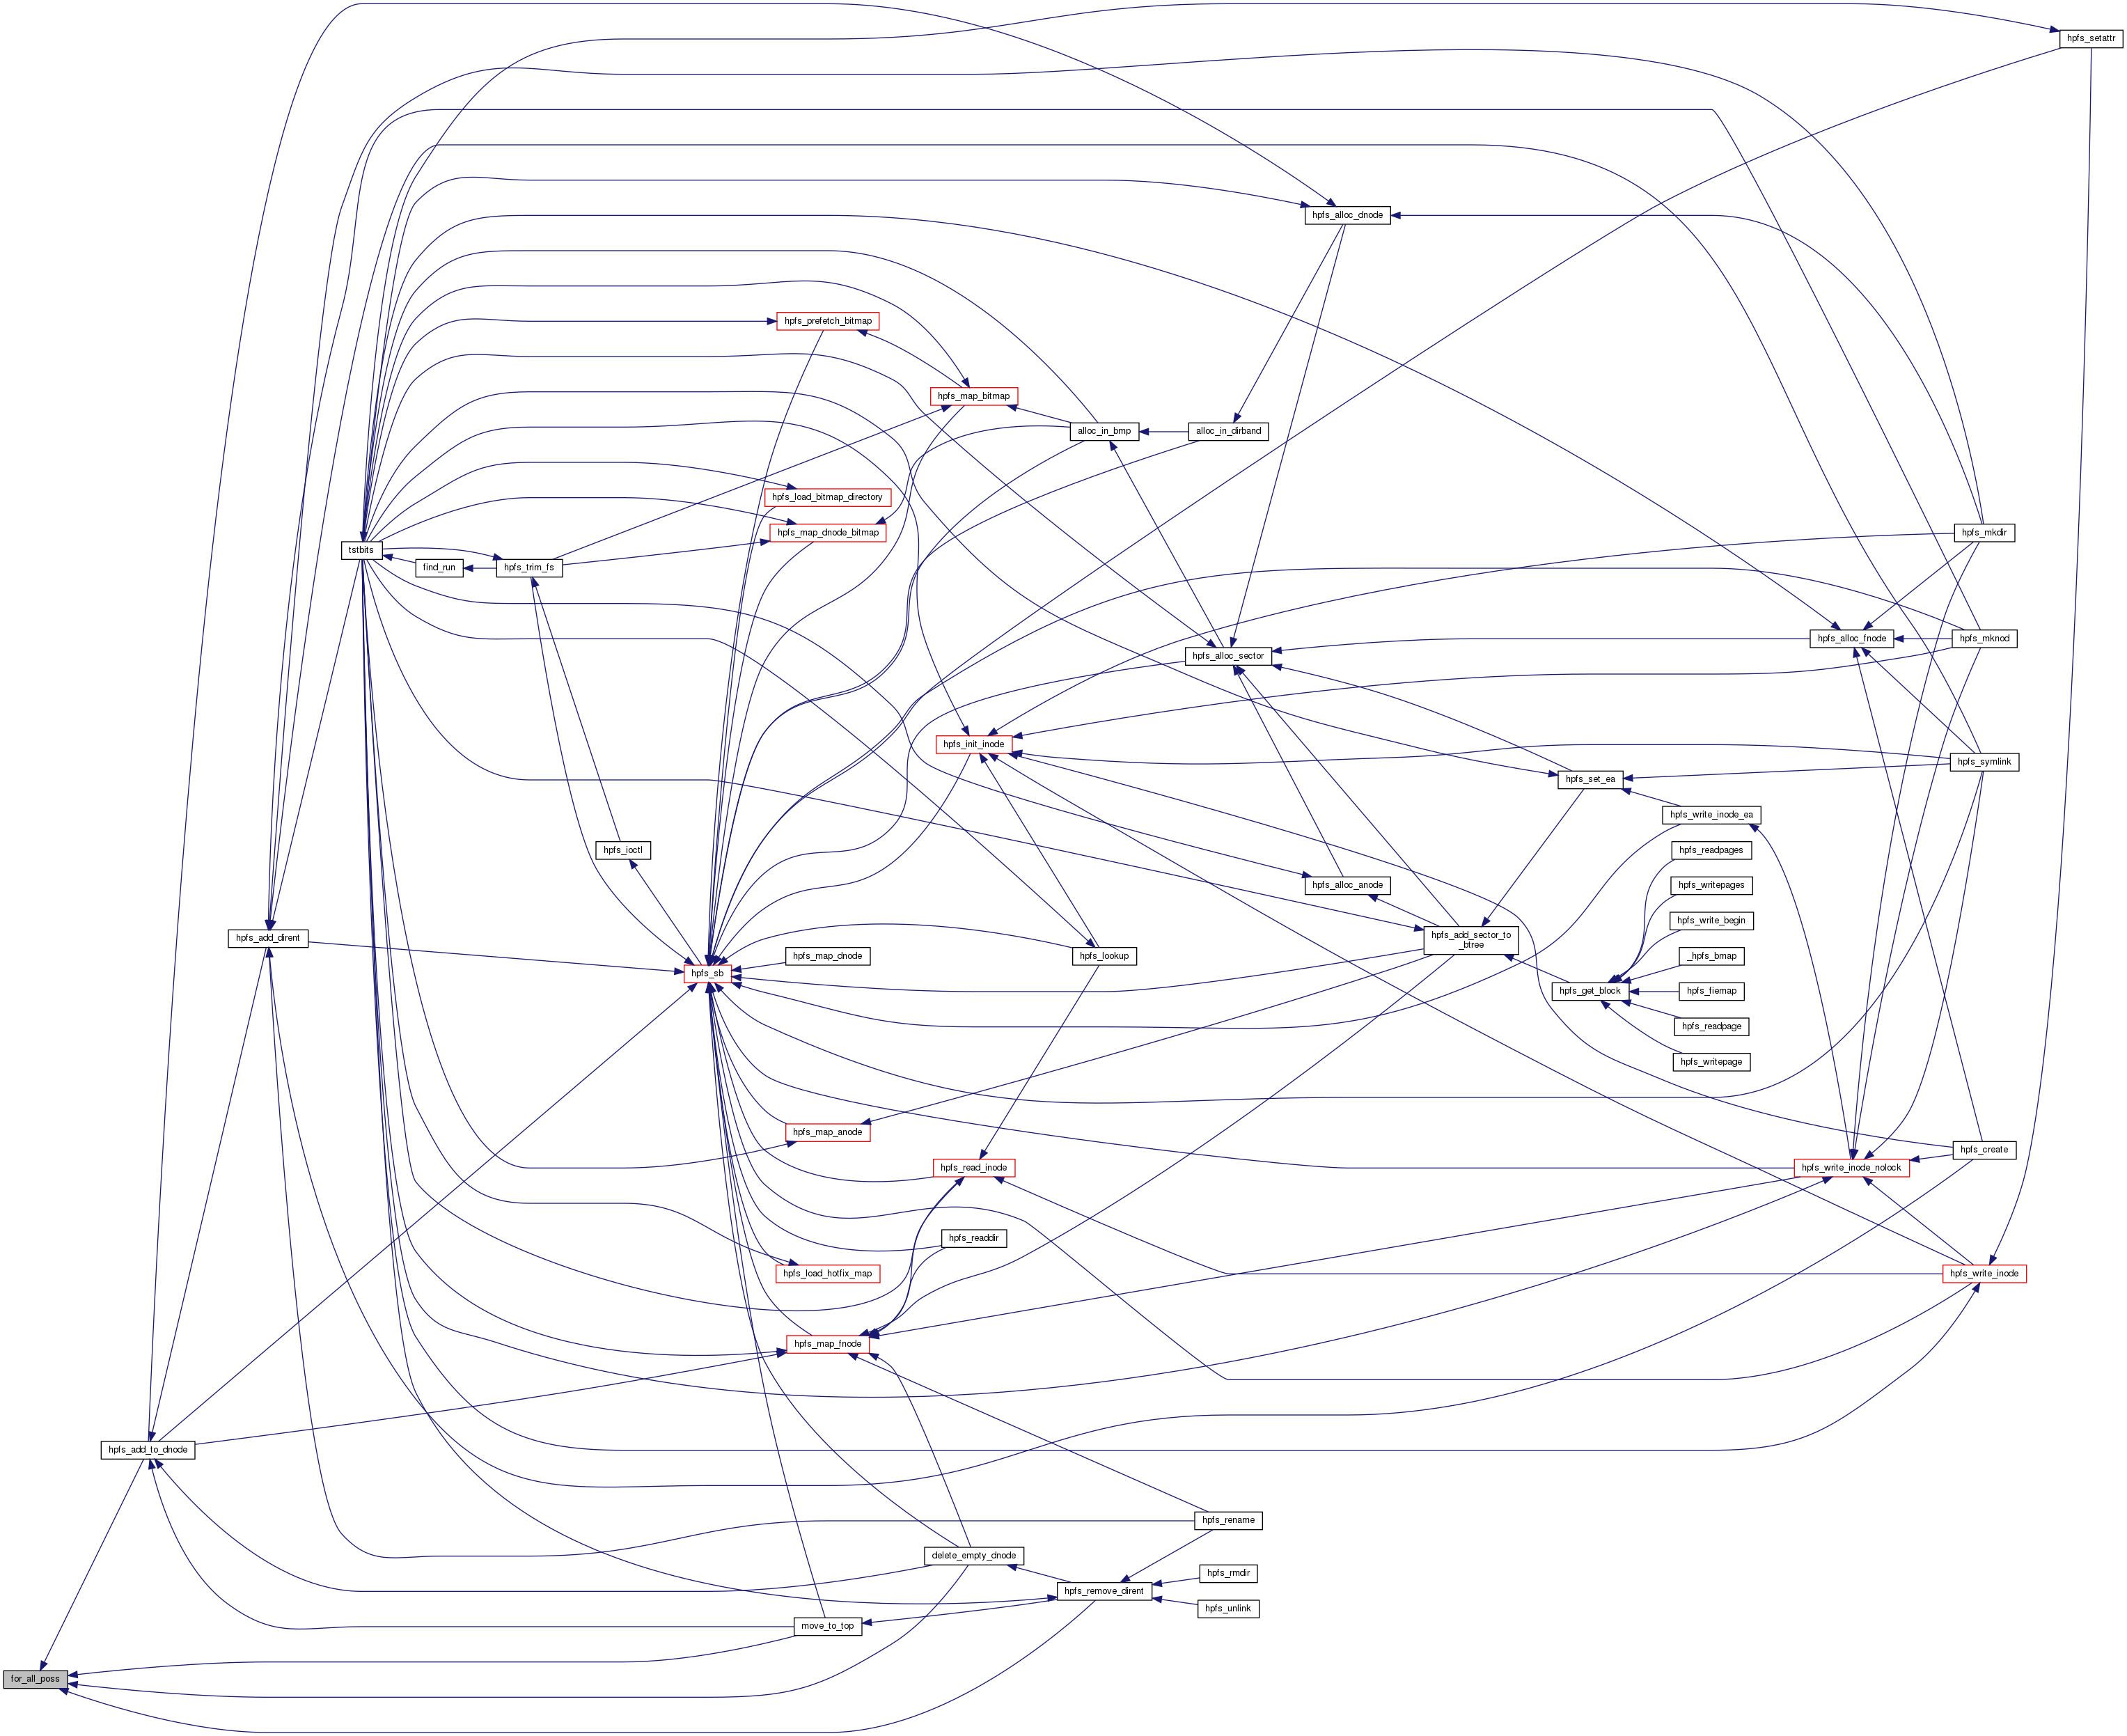 hpfs_setattr
hpfs_alloc_dnode
hpfs_prefetch_bitmap
hpfs_map_bitmap
alloc_in_bmp
alloc_in_dirband
hpfs_load_bitmap_directory
hpfs_map_dnode_bitmap
hpfs_mkdir
tstbits
find_run
hpfs_trim_fs
hpfs_alloc_fnode
hpfs_mknod
hpfs_alloc_sector
hpfs_init_inode
hpfs_symlink
hpfs_set_ea
hpfs_write_inode_ea
hpfs_ioctl
hpfs_readpages
hpfs_alloc_anode
hpfs_writepages
hpfs_write_begin
hpfs_add_dirent
hpfs_add_sector_to
_btree
hpfs_map_dnode
hpfs_lookup
_hpfs_bmap
hpfs_sb
hpfs_get_block
hpfs_fiemap
hpfs_readpage
hpfs_writepage
hpfs_map_anode
hpfs_create
hpfs_read_inode
hpfs_write_inode_nolock
hpfs_readdir
hpfs_load_hotfix_map
hpfs_write_inode
hpfs_map_fnode
hpfs_add_to_dnode
hpfs_rename
delete_empty_dnode
hpfs_rmdir
hpfs_remove_dirent
hpfs_unlink
move_to_top
for_all_poss